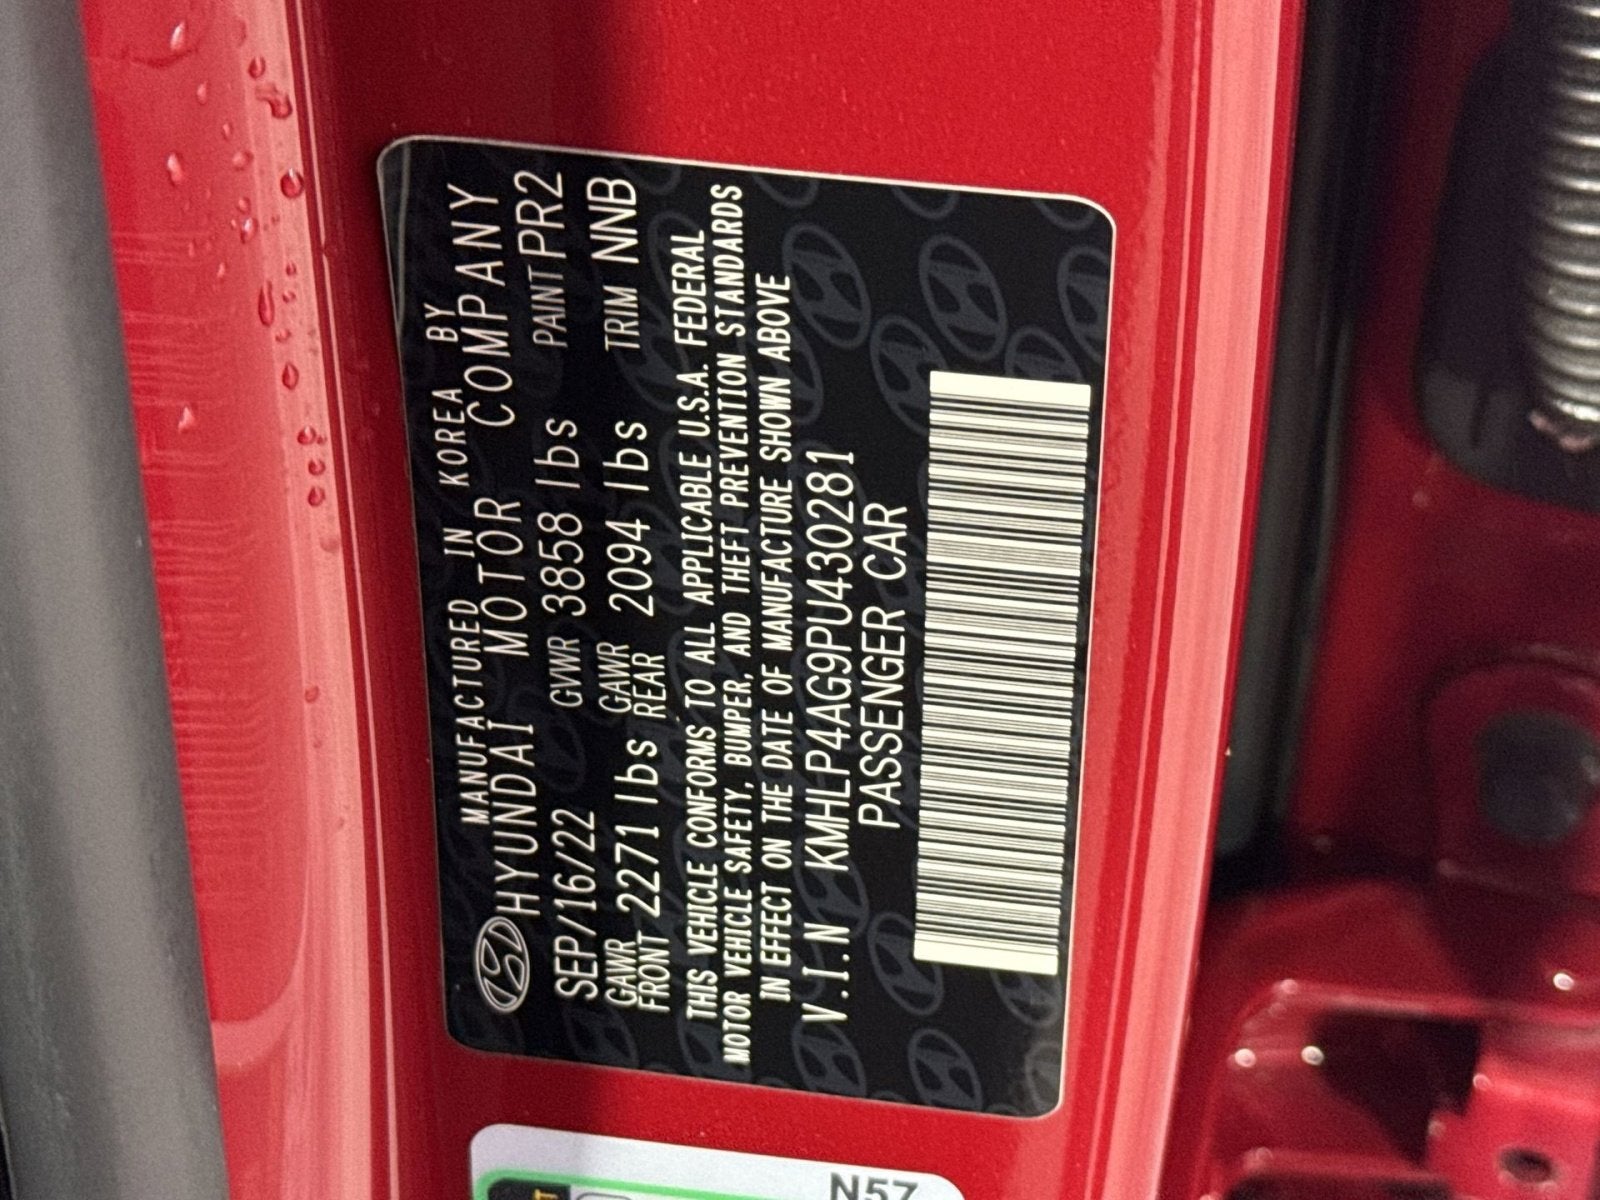 MANUFACTURED IN KOREA BY
HYUNDAI MOTOR COMPANY
SEP/16/22 GVWR 3858 lbs PAINT PR2
GAWR FRONT 2271 lbs GAWR REAR 2094 lbs TRIM NNB
THIS VEHICLE CONFORMS TO ALL APPLICABLE U.S.A. FEDERAL
MOTOR VEHICLE SAFETY, BUMPER, AND THEFT PREVENTION STANDARDS
IN EFFECT ON THE DATE OF MANUFACTURE SHOWN ABOVE
V.I.N KMHLP4AG9PU430281
PASSENGER CAR
N57